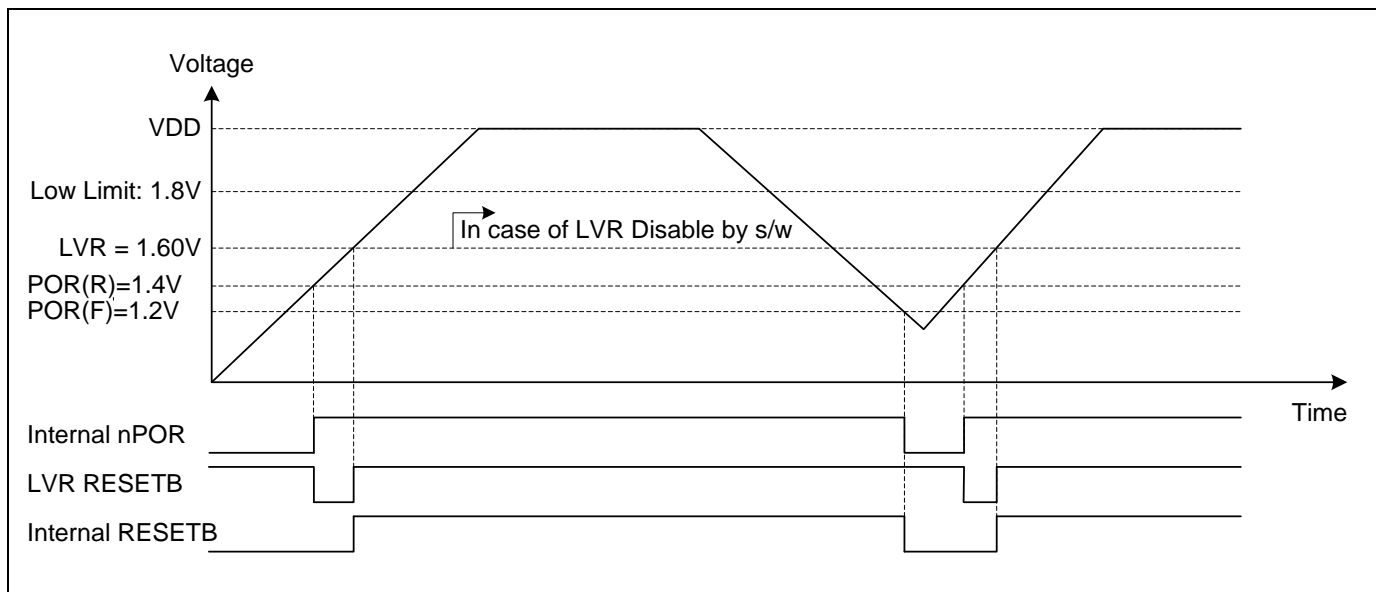 Voltage
VDD
Low Limit: 1.8V
In case of LVR Disable by s/w
LVR = 1.60V
POR(R)=1.4V
POR(F)=1.2V
Time
Internal nPOR
LVR RESETB
Internal RESETB